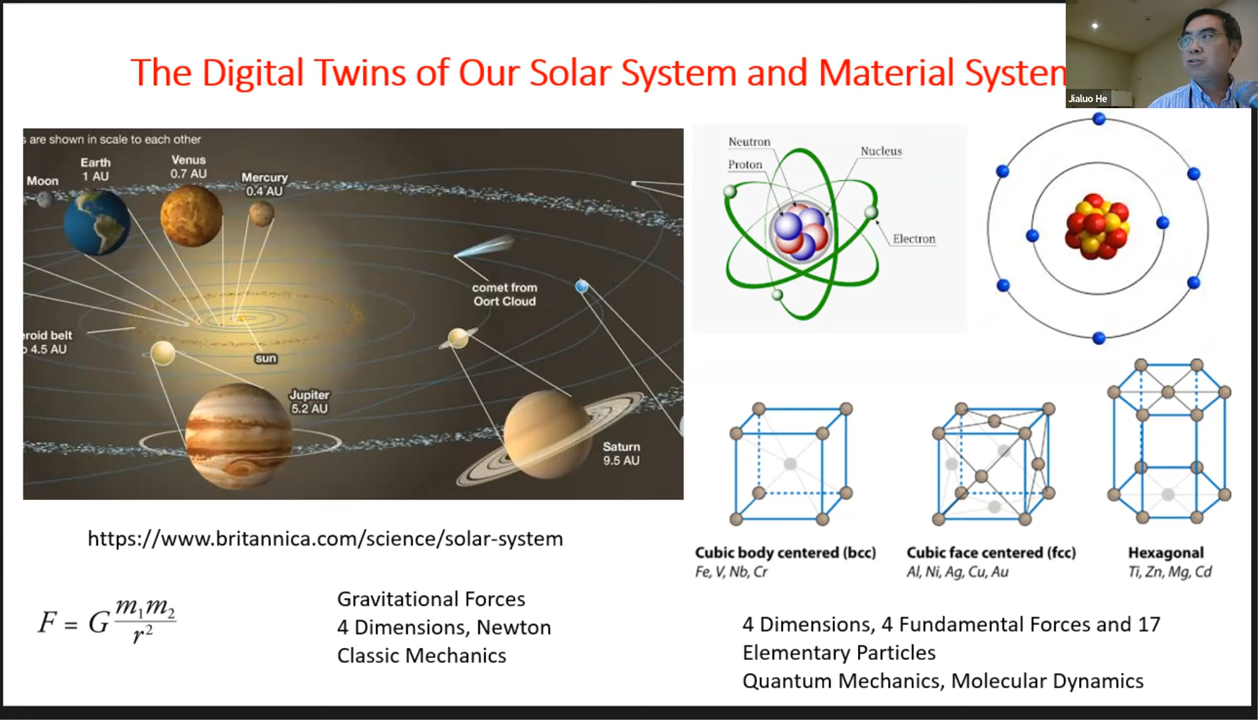 The Digital Twins of Our Solar System and Material System
Jialuo He
are shown in scale to each other
Moon
Earth
1 AU
Venus
0.7 AU
Mercury
0.4 AU
comet from
Oort Cloud
roid belt
4.5 AU
sun
Jupiter
5.2 AU
Saturn
9.5 AU
https://www.britannica.com/science/solar-system
F = G m₁m₂ / r²
Gravitational Forces
4 Dimensions, Newton
Classic Mechanics
Neutron
Proton
Nucleus
Electron
Cubic body centered (bcc)
Fe, V, Nb, Cr
Cubic face centered (fcc)
Al, Ni, Ag, Cu, Au
Hexagonal
Ti, Zn, Mg, Cd
4 Dimensions, 4 Fundamental Forces and 17
Elementary Particles
Quantum Mechanics, Molecular Dynamics